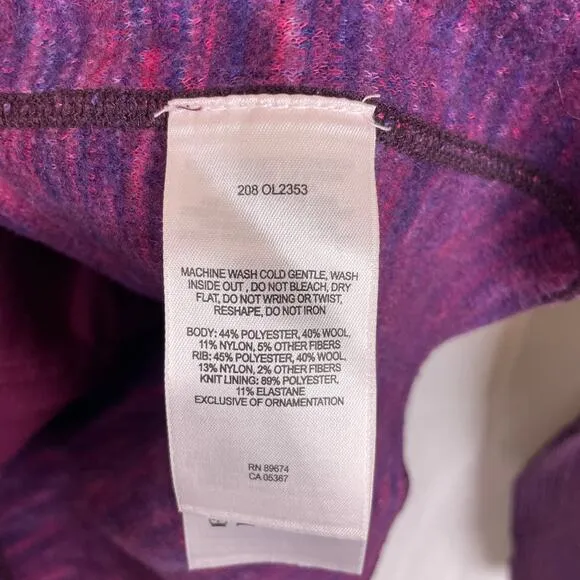 208 OL2353
MACHINE WASH COLD GENTLE, WASH
INSIDE OUT , DO NOT BLEACH, DRY
FLAT, DO NOT WRING OR TWIST,
RESHAPE, DO NOT IRON
BODY: 44% POLYESTER, 40% WOOL,
11% NYLON, 5% OTHER FIBERS
RIB: 45% POLYESTER, 40% WOOL,
13% NYLON, 2% OTHER FIBERS
KNIT LINING: 89% POLYESTER,
11% ELASTANE
EXCLUSIVE OF ORNAMENTATION
RN 89674
CA 05367